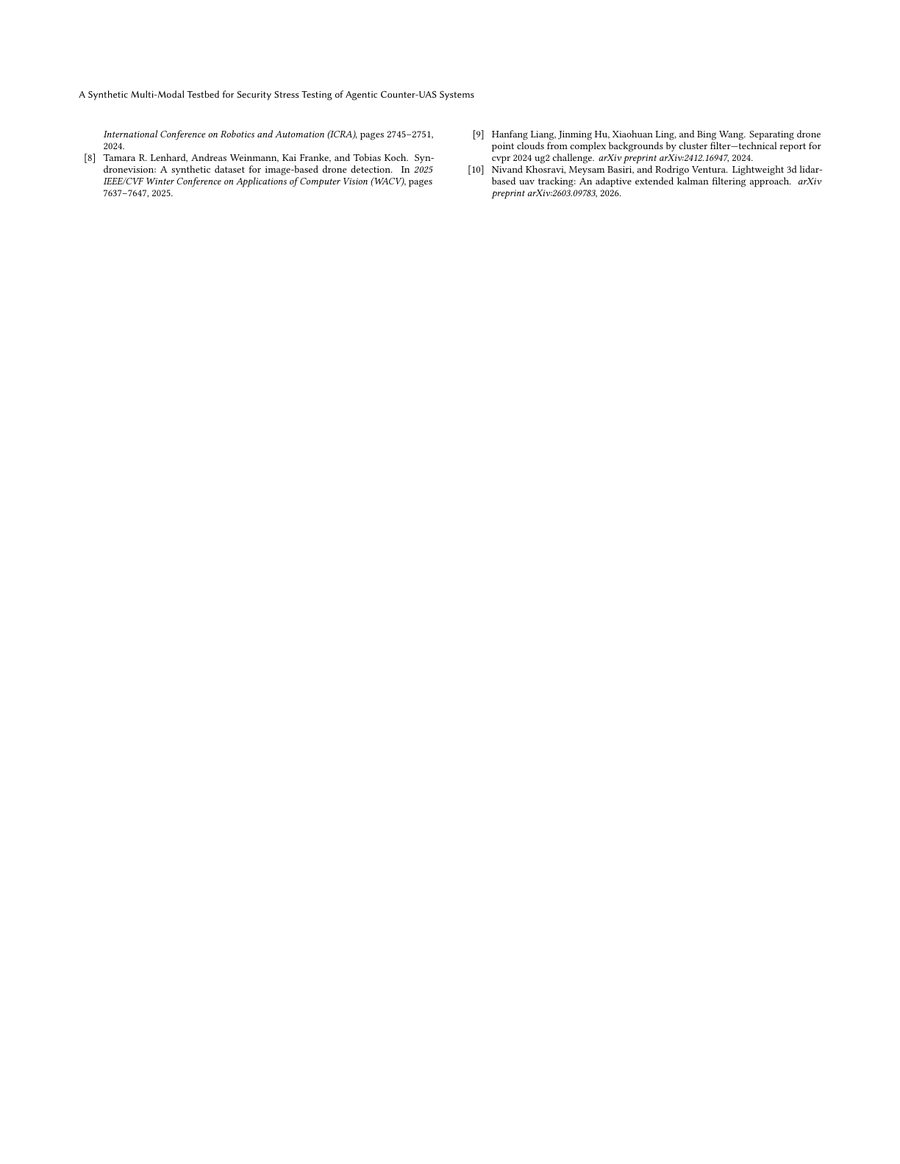 A Synthetic Multi-Modal Testbed for Security Stress Testing of Agentic Counter-UAS Systems
International Conference on Robotics and Automation (ICRA), pages 2745–2751,
2024.
[8] Tamara R. Lenhard, Andreas Weinmann, Kai Franke, and Tobias Koch. Syn-
dronevision: A synthetic dataset for image-based drone detection. In 2025
IEEE/CVF Winter Conference on Applications of Computer Vision (WACV), pages
7637–7647, 2025.
[9] Hanfang Liang, Jinming Hu, Xiaohuan Ling, and Bing Wang. Separating drone
point clouds from complex backgrounds by cluster filter—technical report for
cvpr 2024 ug2 challenge. arXiv preprint arXiv:2412.16947, 2024.
[10] Nivand Khosravi, Meysam Basiri, and Rodrigo Ventura. Lightweight 3d lidar-
based uav tracking: An adaptive extended kalman filtering approach. arXiv
preprint arXiv:2603.09783, 2026.